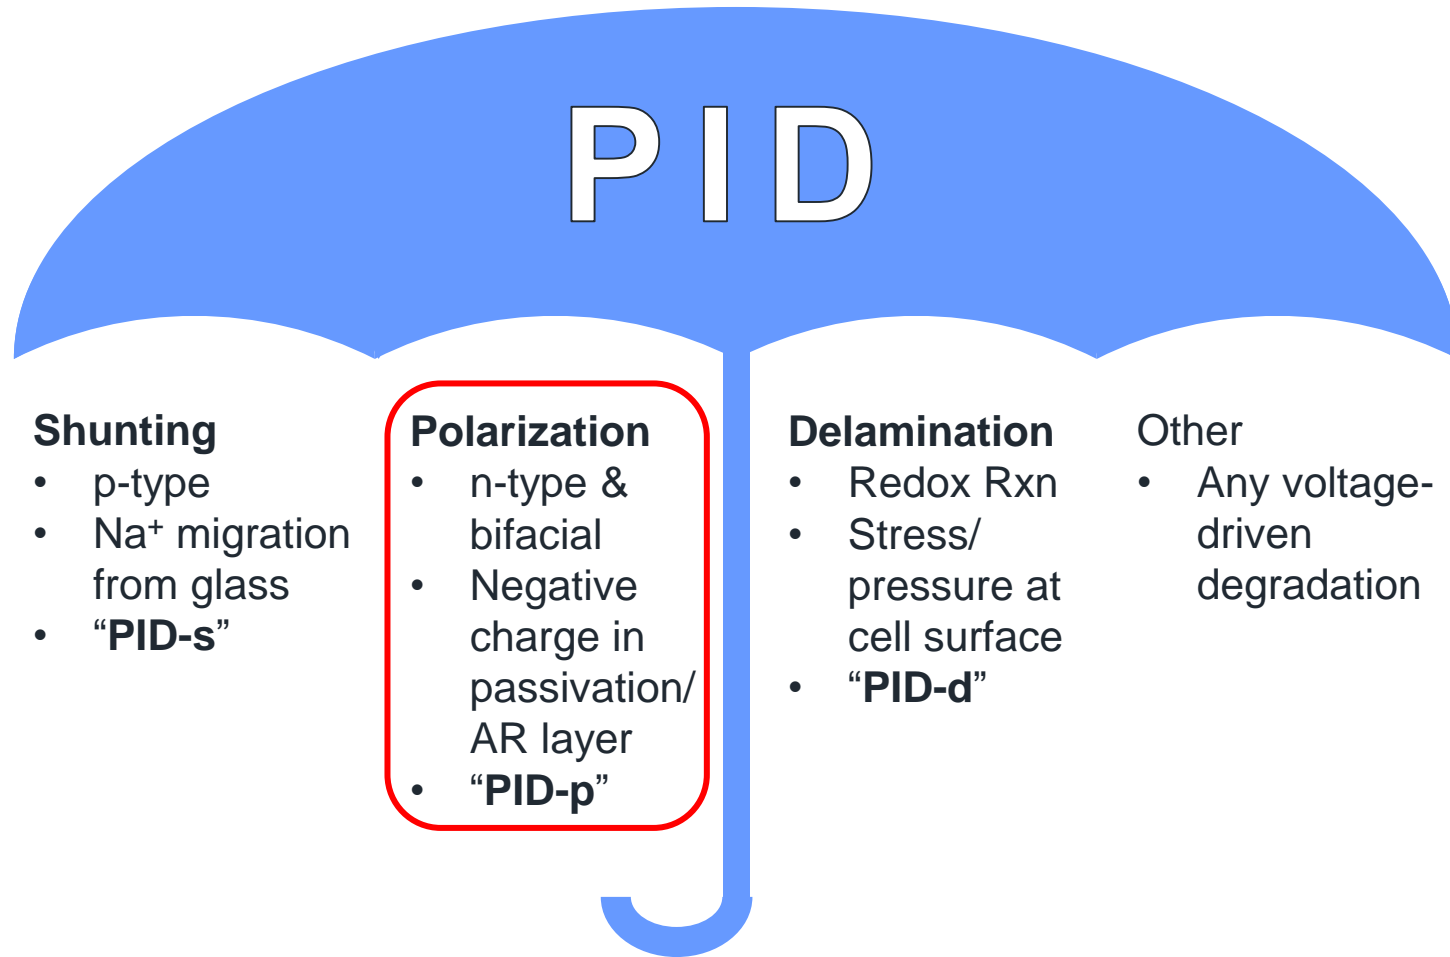 PID
Shunting
• p-type
• Na⁺ migration
from glass
• “PID-s”
Polarization
• n-type &
bifacial
• Negative
charge in
passivation/
AR layer
• “PID-p”
Delamination
• Redox Rxn
• Stress/
pressure at
cell surface
• “PID-d”
Other
• Any voltage-
driven
degradation